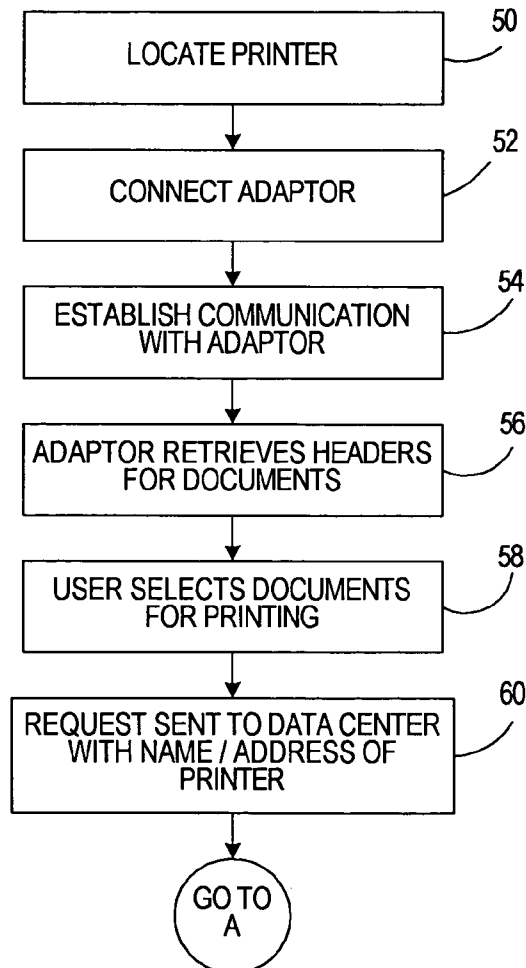 50
LOCATE PRINTER
52
CONNECT ADAPTOR
54
ESTABLISH COMMUNICATION
WITH ADAPTOR
56
ADAPTOR RETRIEVES HEADERS
FOR DOCUMENTS
58
USER SELECTS DOCUMENTS
FOR PRINTING
60
REQUEST SENT TO DATA CENTER
WITH NAME / ADDRESS OF
PRINTER
GO TO
A